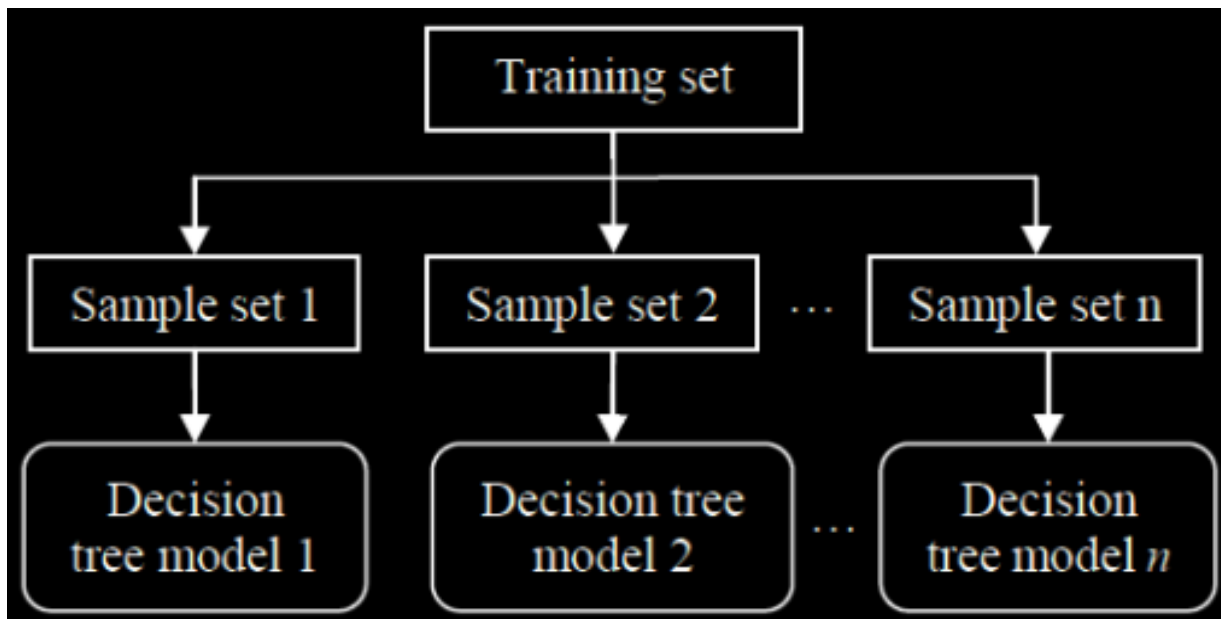 Training set
Sample set 1
Sample set 2
...
Sample set n
Decision
tree model 1
Decision tree
model 2
...
Decision
tree model n